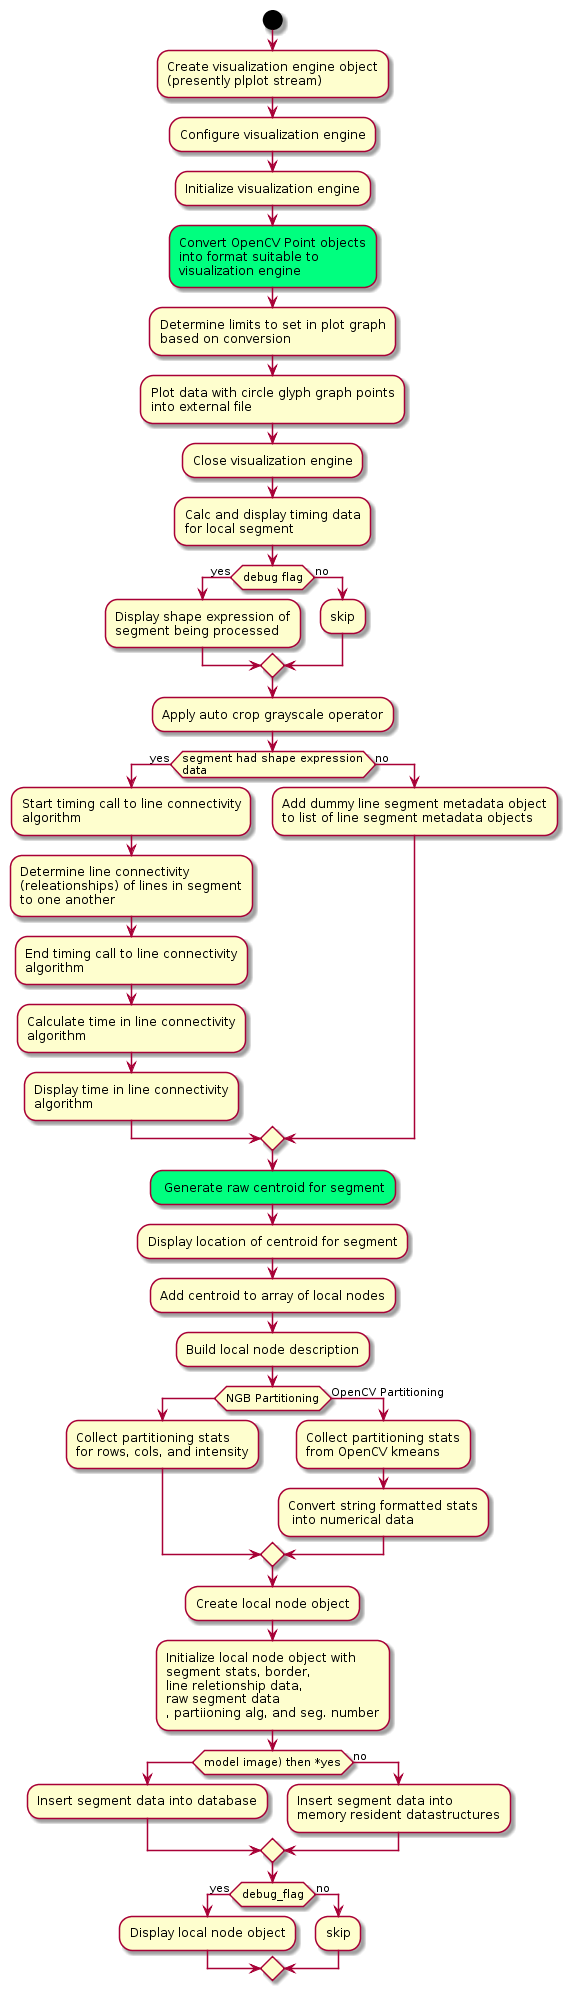 Create visualization engine object
(presently plplot stream)
Configure visualization engine
Initialize visualization engine
Convert OpenCV Point objects
into format suitable to
visualization engine
Determine limits to set in plot graph
based on conversion
Plot data with circle glyph graph points
into external file
Close visualization engine
Calc and display timing data
for local segment
yes
debug flag
no
Display shape expression of
segment being processed
skip
Apply auto crop grayscale operator
yes
segment had shape expression
data
no
Start timing call to line connectivity
algorithm
Determine line connectivity
(releationships) of lines in segment
to one another
End timing call to line connectivity
algorithm
Calculate time in line connectivity
algorithm
Display time in line connectivity
algorithm
Add dummy line segment metadata object
to list of line segment metadata objects
Generate raw centroid for segment
Display location of centroid for segment
Add centroid to array of local nodes
Build local node description
NGB Partitioning
OpenCV Partitioning
Collect partitioning stats
for rows, cols, and intensity
Collect partitioning stats
from OpenCV kmeans
Convert string formatted stats
into numerical data
Create local node object
Initialize local node object with
segment stats, border,
line reletionship data,
raw segment data
, partiioning alg, and seg. number
model image) then *yes
no
Insert segment data into database
Insert segment data into
memory resident datastructures
yes
debug_flag
no
Display local node object
skip